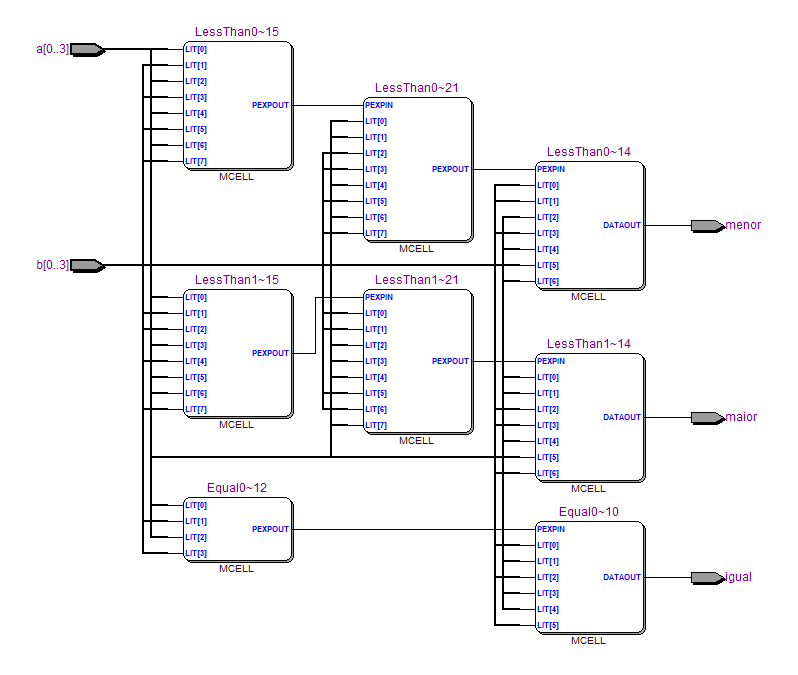 LessThan0~15
a[0..3]
LIT[0]
LIT[1]
LIT[2]
LIT[3]
LIT[4]
LIT[5]
LIT[6]
LIT[7]
PEXPOUT
MCELL
LessThan0~21
PEXPIN
LIT[0]
LIT[1]
LIT[2]
LIT[3]
LIT[4]
LIT[5]
LIT[6]
LIT[7]
PEXPOUT
MCELL
LessThan0~14
PEXPIN
LIT[0]
LIT[1]
LIT[2]
LIT[3]
LIT[4]
LIT[5]
LIT[6]
DATAOUT
MCELL
menor
b[0..3]
LessThan1~15
LIT[0]
LIT[1]
LIT[2]
LIT[3]
LIT[4]
LIT[5]
LIT[6]
LIT[7]
PEXPOUT
MCELL
LessThan1~21
PEXPIN
LIT[0]
LIT[1]
LIT[2]
LIT[3]
LIT[4]
LIT[5]
LIT[6]
LIT[7]
PEXPOUT
MCELL
LessThan1~14
PEXPIN
LIT[0]
LIT[1]
LIT[2]
LIT[3]
LIT[4]
LIT[5]
LIT[6]
DATAOUT
MCELL
maior
Equal0~12
LIT[0]
LIT[1]
LIT[2]
LIT[3]
PEXPOUT
MCELL
Equal0~10
PEXPIN
LIT[0]
LIT[1]
LIT[2]
LIT[3]
LIT[4]
LIT[5]
DATAOUT
MCELL
igual